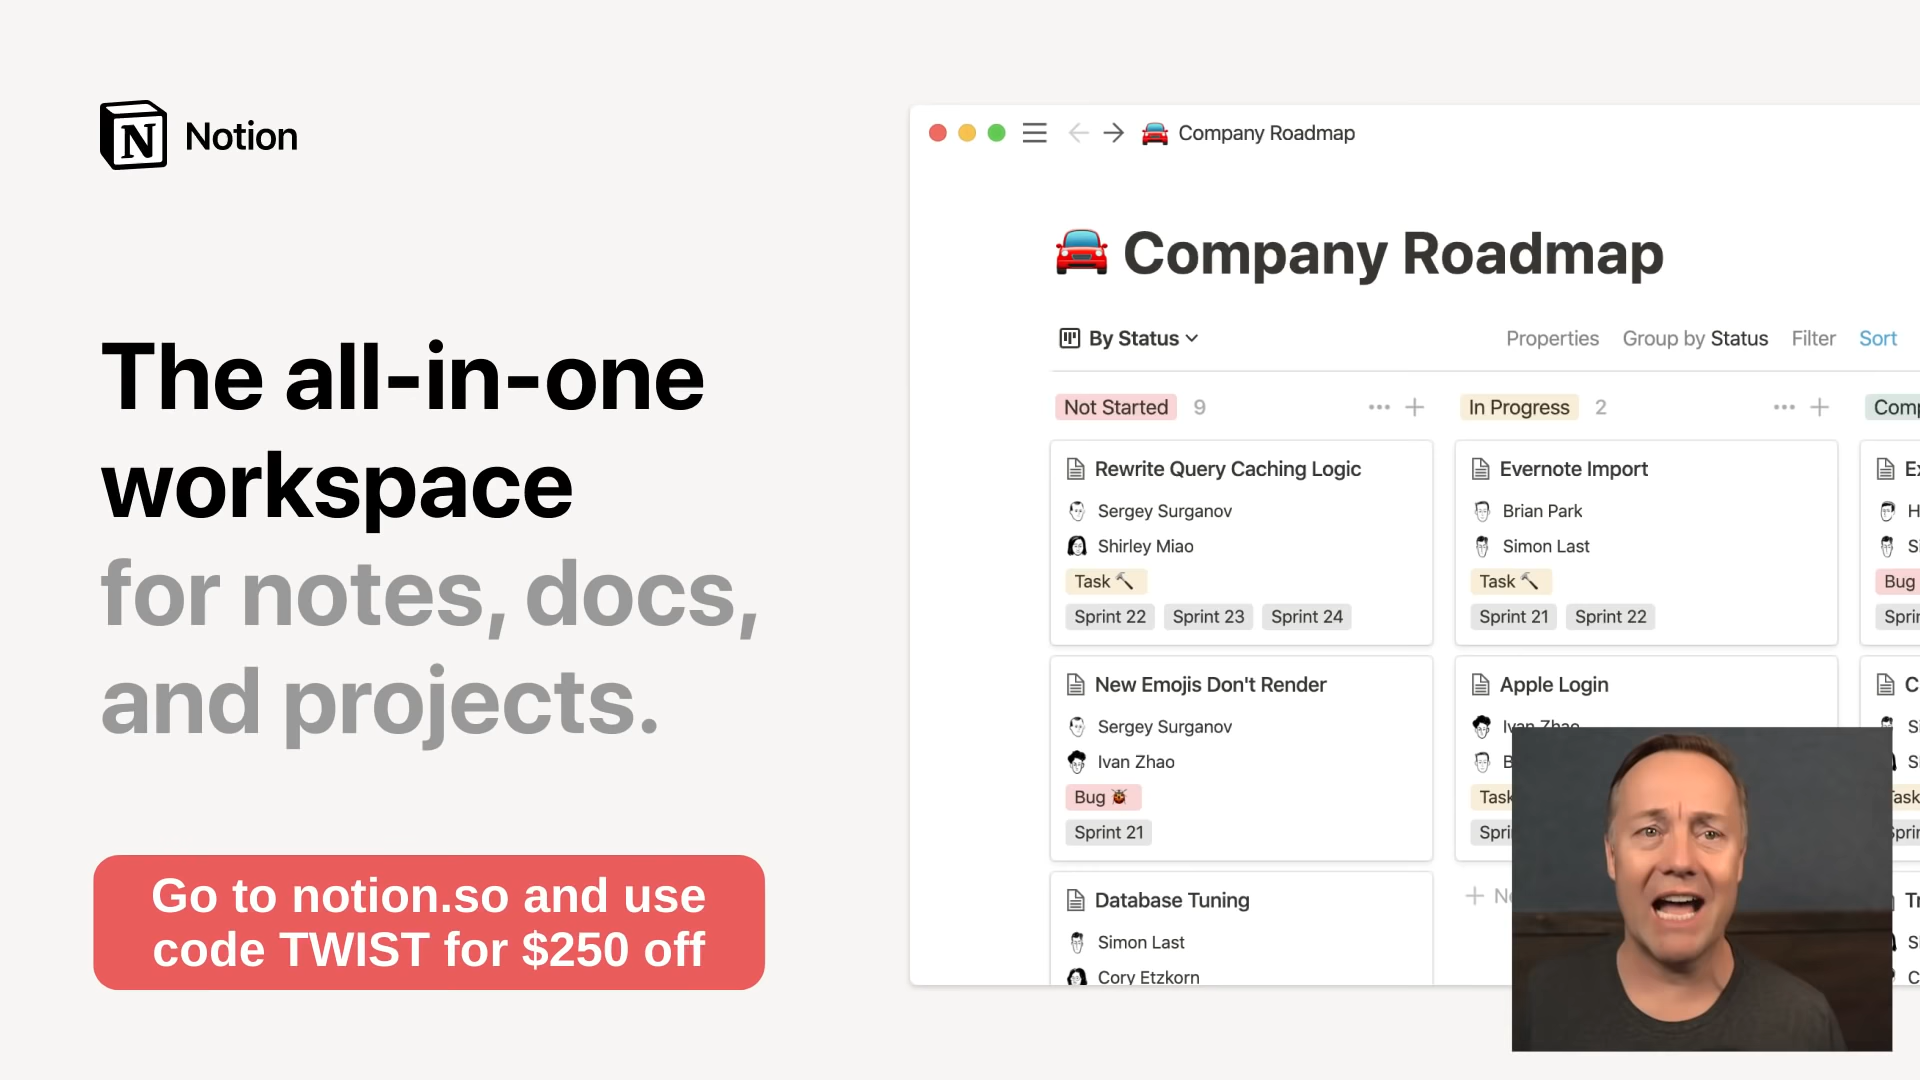 Notion
The all-in-one
workspace
for notes, docs,
and projects.
Go to notion.so and use
code TWIST for $250 off
Company Roadmap
Company Roadmap
By Status
Properties Group by Status Filter Sort
Not Started 9
Rewrite Query Caching Logic
Sergey Surganov
Shirley Miao
Task
Sprint 22 Sprint 23 Sprint 24
New Emojis Don't Render
Sergey Surganov
Ivan Zhao
Bug
Sprint 21
Database Tuning
Simon Last
Cory Etzkorn
In Progress 2
Evernote Import
Brian Park
Simon Last
Task
Sprint 21 Sprint 22
Apple Login
Ivan Zhao
Task
Bug